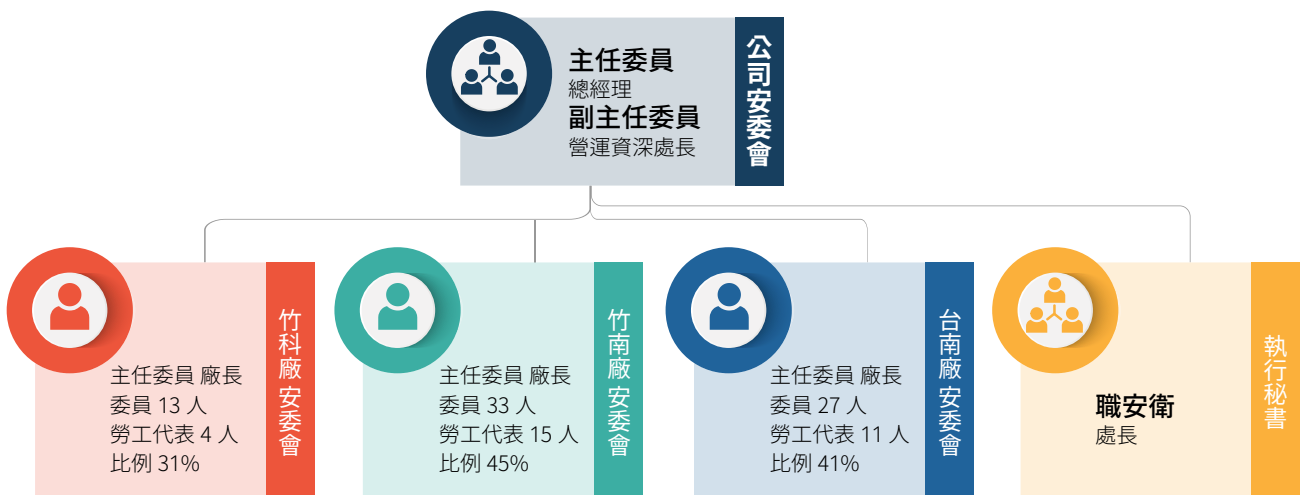 主任委員
總經理
副主任委員
營運資深處長
公司安委會
主任委員 廠長
委員 13 人
勞工代表 4 人
比例 31%
竹科廠 安委會
主任委員 廠長
委員 33 人
勞工代表 15 人
比例 45%
竹南廠 安委會
主任委員 廠長
委員 27 人
勞工代表 11 人
比例 41%
台南廠 安委會
職安衛
處長
執行秘書